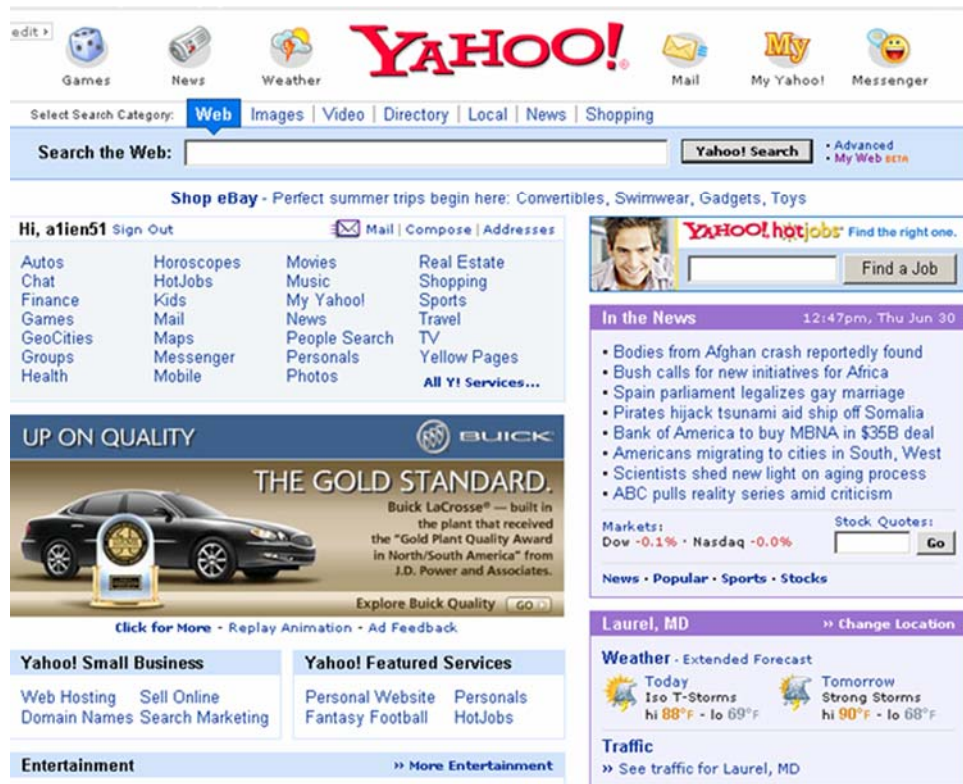 edit
Games News Weather YAHOO! Mail My Yahoo! Messenger
Select Search Category: Web Images | Video | Directory | Local | News | Shopping
Search the Web: Yahoo! Search • Advanced
• My Web BETA
Shop eBay - Perfect summer trips begin here: Convertibles, Swimwear, Gadgets, Toys
Hi, a1ien51 Sign Out Mail | Compose | Addresses
Autos Horoscopes Movies Real Estate
Chat HotJobs Music Shopping
Finance Kids My Yahoo! Sports
Games Mail News Travel
GeoCities Maps People Search TV
Groups Messenger Personals Yellow Pages
Health Mobile Photos All Y! Services...
UP ON QUALITY BUICK
THE GOLD STANDARD.
Buick LaCrosse® — built in
the plant that received
the "Gold Plant Quality Award
in North/South America" from
J.D. Power and Associates.
Explore Buick Quality GO
Click for More - Replay Animation - Ad Feedback
Yahoo! Small Business
Web Hosting Sell Online
Domain Names Search Marketing
Yahoo! Featured Services
Personal Website Personals
Fantasy Football HotJobs
Entertainment » More Entertainment
YAHOO! hotjobs Find the right one.
Find a Job
In the News 12:47pm, Thu Jun 30
• Bodies from Afghan crash reportedly found
• Bush calls for new initiatives for Africa
• Spain parliament legalizes gay marriage
• Pirates hijack tsunami aid ship off Somalia
• Bank of America to buy MBNA in $35B deal
• Americans migrating to cities in South, West
• Scientists shed new light on aging process
• ABC pulls reality series amid criticism
Markets: Stock Quotes:
Dow -0.1% • Nasdaq -0.0% Go
News • Popular • Sports • Stocks
Laurel, MD » Change Location
Weather - Extended Forecast
Today Tomorrow
Iso T-Storms Strong Storms
hi 88°F - lo 69°F hi 90°F - lo 68°F
Traffic
» See traffic for Laurel, MD